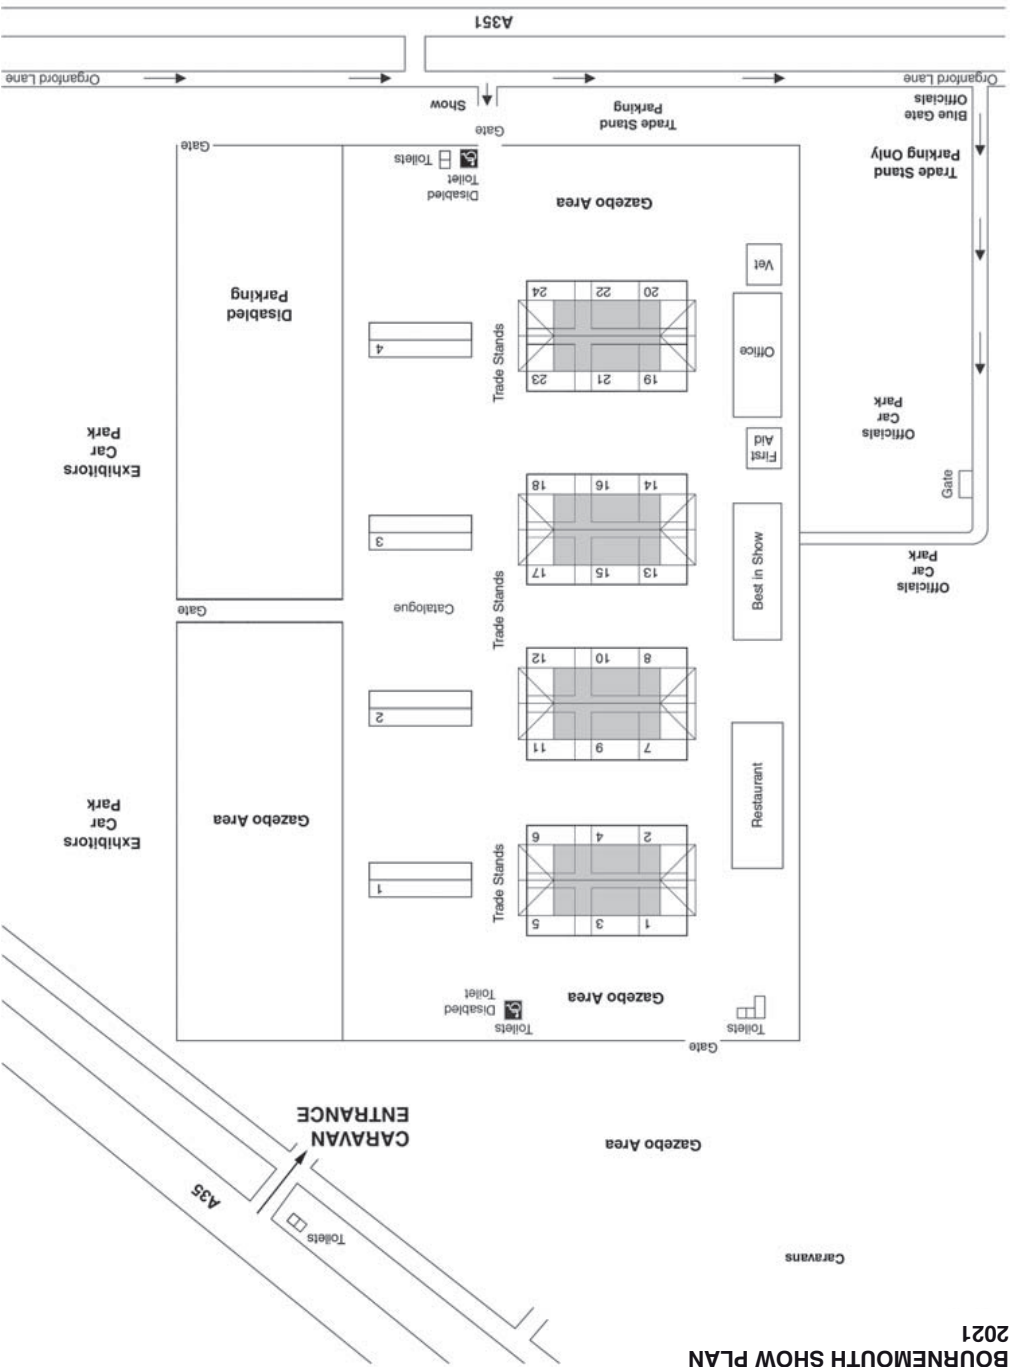 BOURNEMOUTH SHOW PLAN
2021
Caravans
Toilets
A35
Gazebo Area
CARAVAN
ENTRANCE
Gate
Toilets
Gazebo Area
Toilets
Disabled
Toilet
1 3 5
2 4 6
Trade Stands
1
Restaurant
Gazebo Area
Exhibitors
Car
Park
7 9 11
8 10 12
2
Gate
Catalogue
Trade Stands
Officials
Car
Park
Best in Show
13 15 17
14 16 18
3
Gate
First
Aid
Officials
Car
Park
Exhibitors
Car
Park
Office
19 21 23
20 22 24
Trade Stands
4
Disabled
Parking
Vet
Gazebo Area
Disabled
Toilet
Toilets
Trade Stand
Parking Only
Gate
Gate
Blue Gate
Officials
Trade Stand
Parking
Show
Organford Lane
Organford Lane
A351